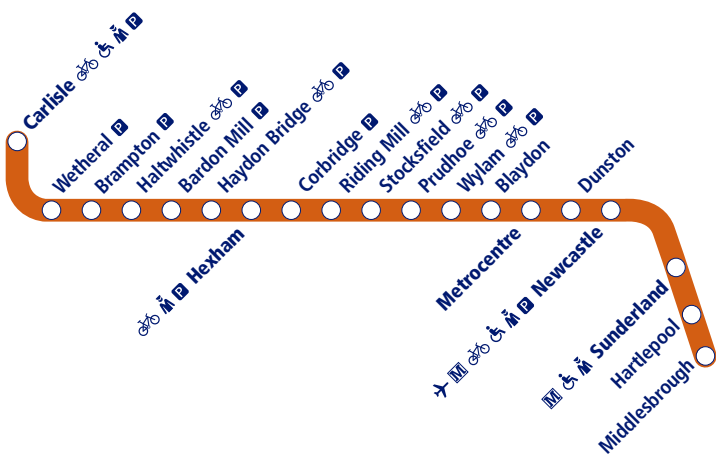 Carlisle P
Wetheral P
Brampton P
Haltwhistle P
Bardon Mill P
Haydon Bridge P
P Hexham
Corbridge P
Riding Mill P
Stocksfield P
Prudhoe P
Wylam P
Blaydon
Metrocentre
Dunston
M P Newcastle
M Sunderland
Hartlepool
Middlesbrough